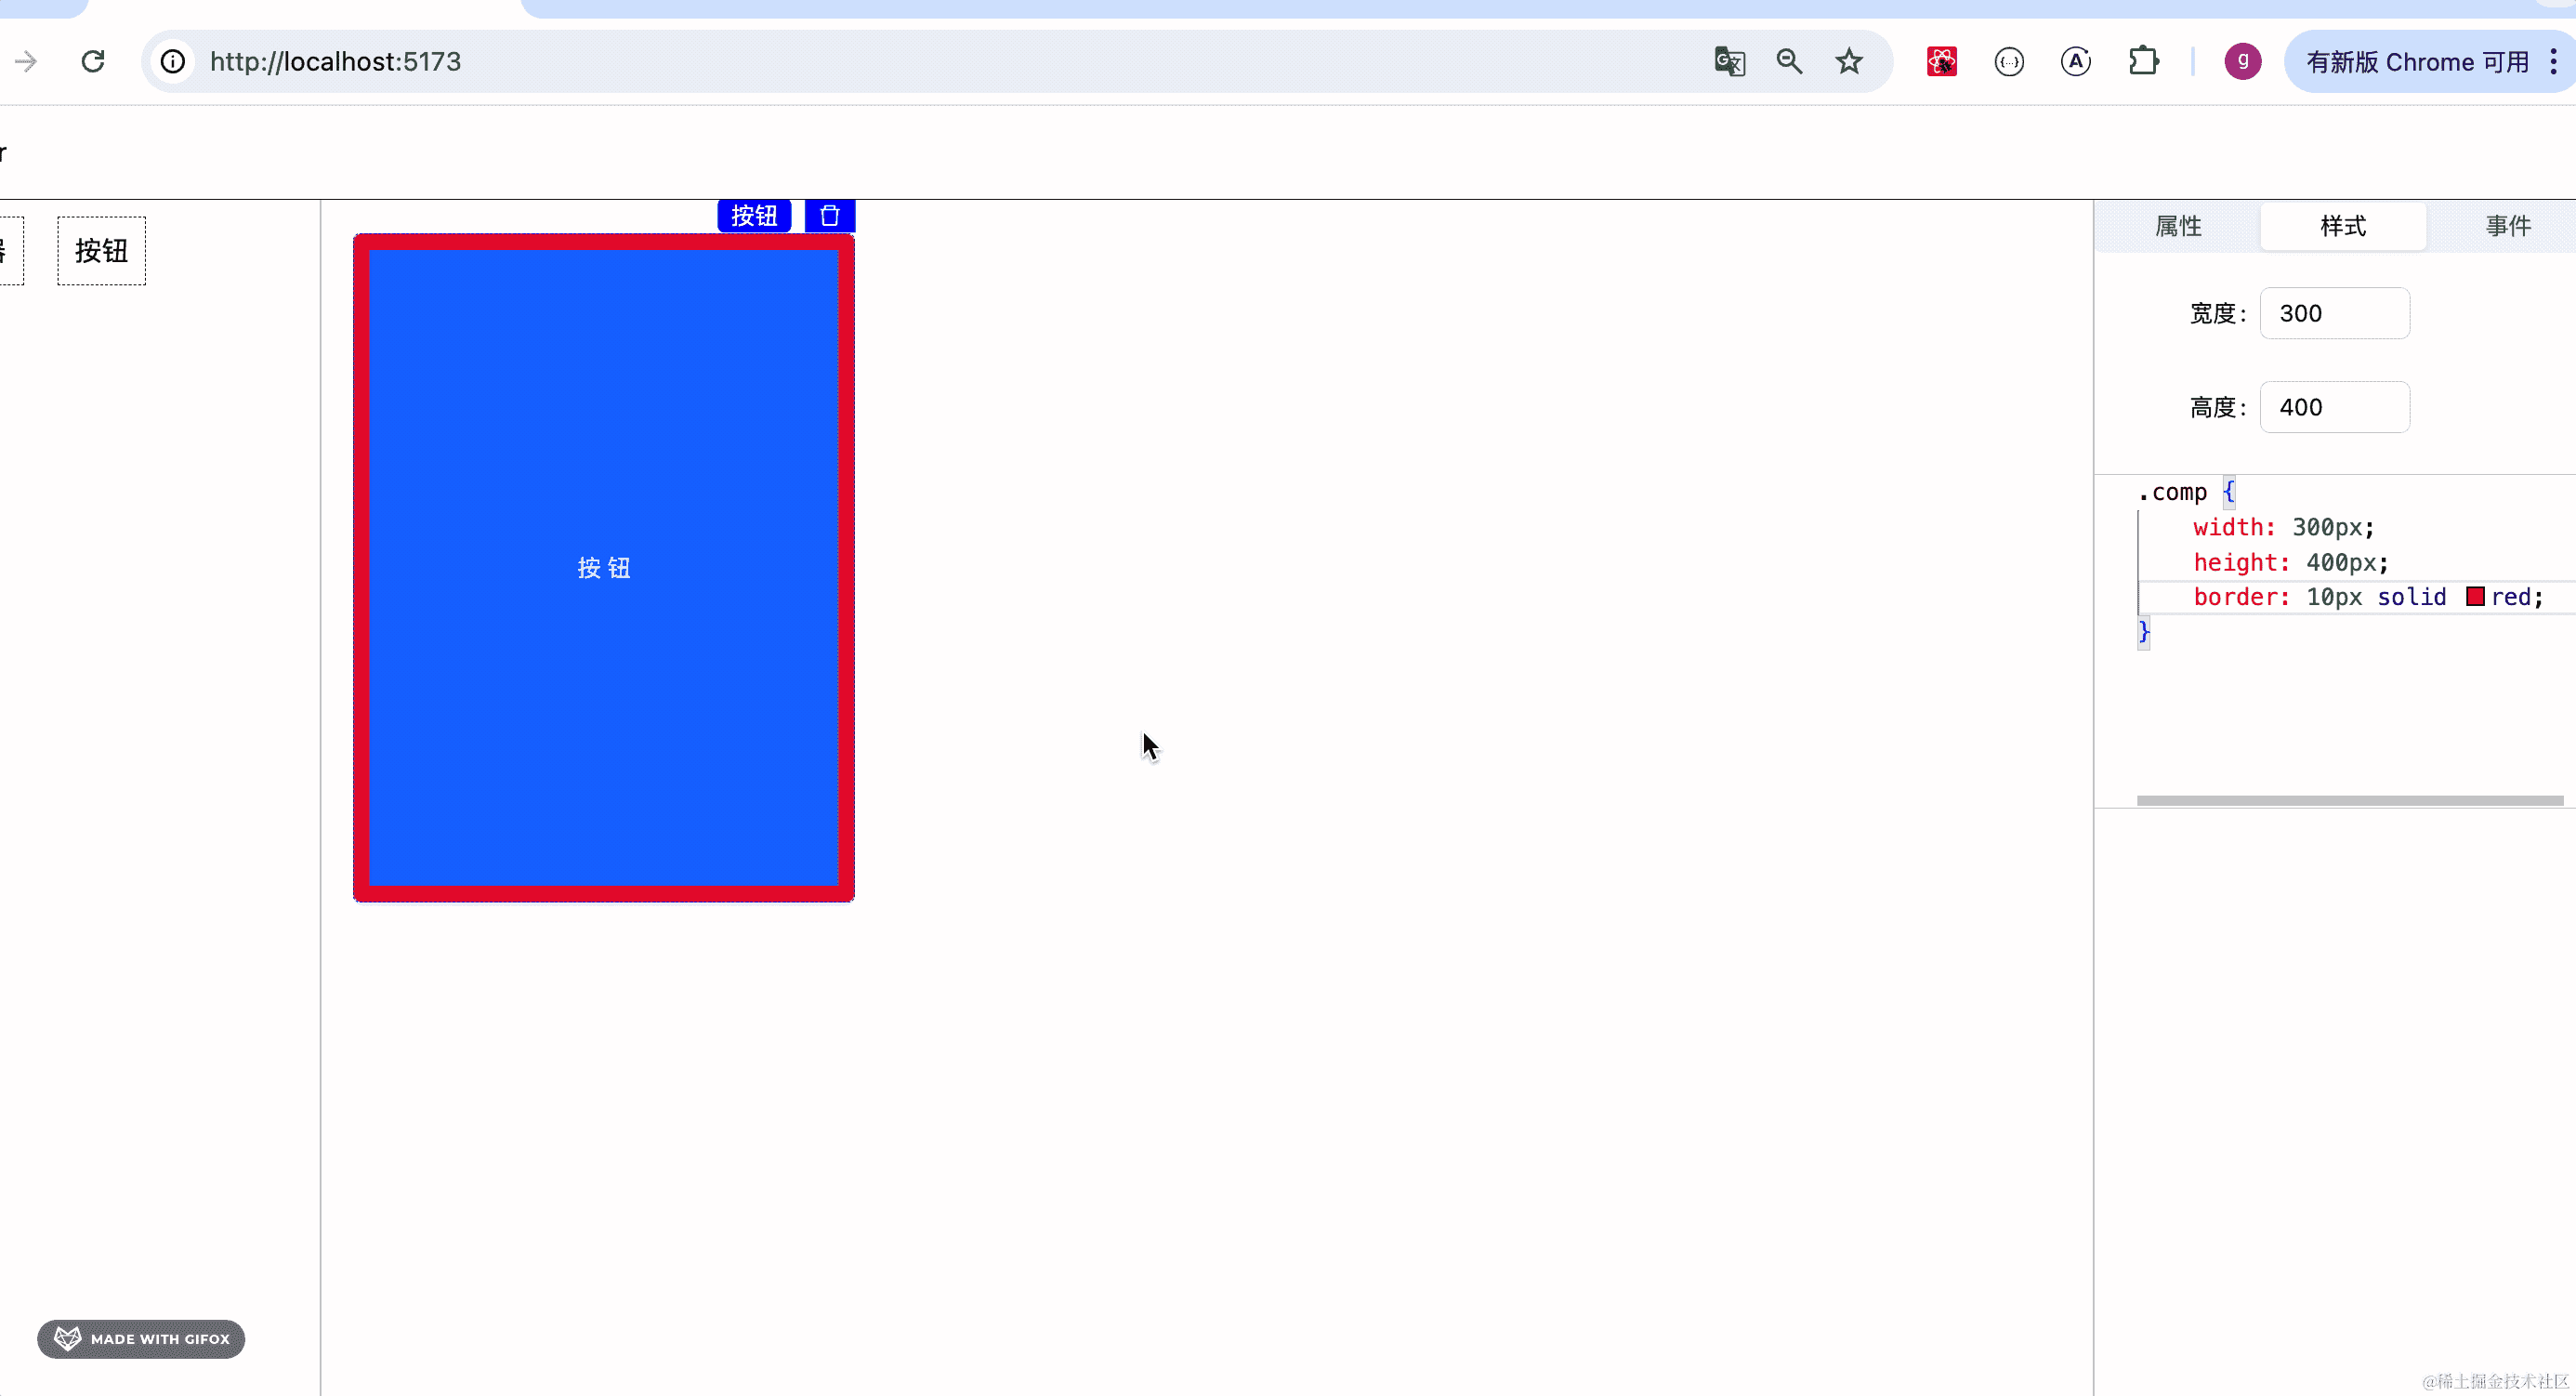 http://localhost:5173
g
有新版 Chrome 可用
r
按钮
按钮
属性
样式
事件
宽度:
300
高度:
400
.comp {
width: 300px;
height: 400px;
border: 10px solid red;
}
按 钮
MADE WITH GIFOX
@稀土掘金技术社区